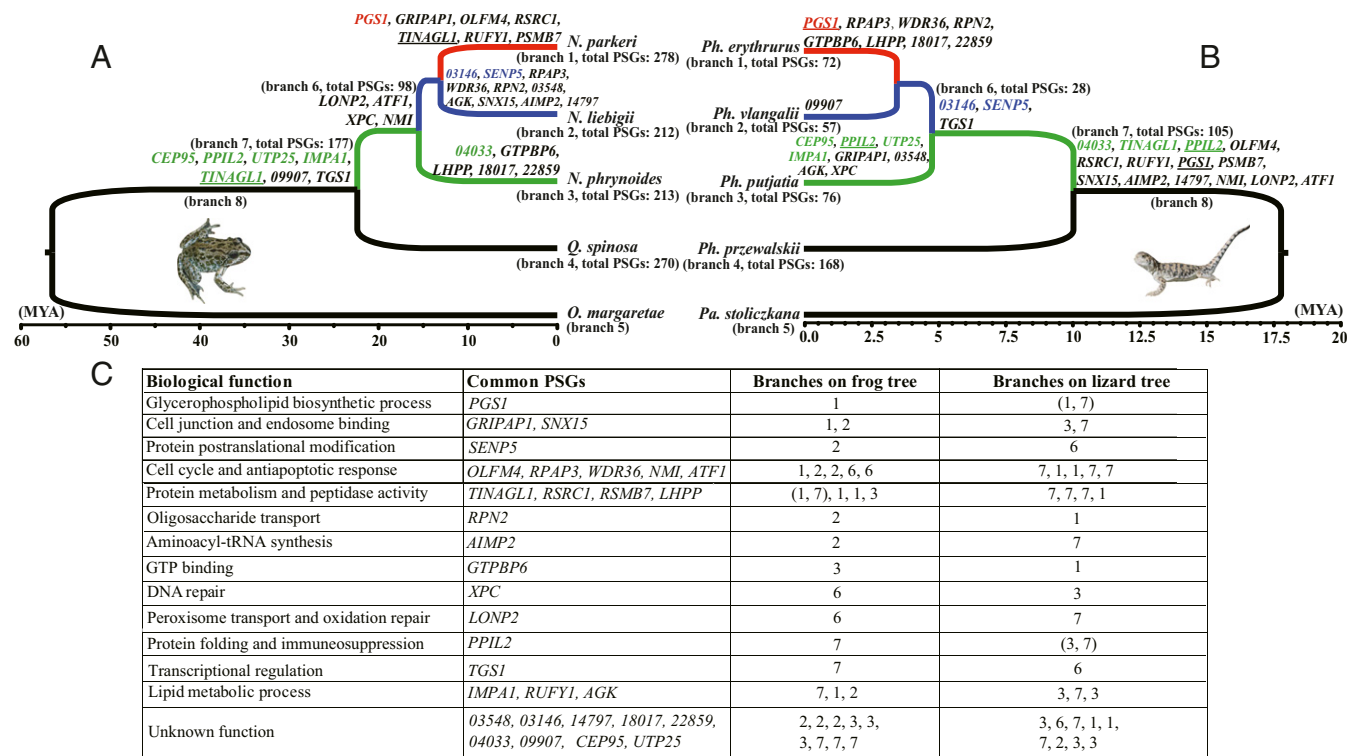 A
PGS1, GRIPAP1, OLFM4, RSRC1,
TINAGL1, RUFY1, PSMB7
N. parkeri
(branch 1, total PSGs: 278)
(branch 6, total PSGs: 98)
LONP2, ATF1,
XPC, NMI
03146, SENP5, RPAP3,
WDR36, RPN2, 03548,
AGK, SNX15, AIMP2, 14797
N. liebigii
(branch 2, total PSGs: 212)
(branch 7, total PSGs: 177)
CEP95, PPIL2, UTP25, IMPA1,
TINAGL1, 09907, TGS1
(branch 8)
04033, GTPBP6,
LHPP, 18017, 22859
N. phrynoides
(branch 3, total PSGs: 213)
Q. spinosa
(branch 4, total PSGs: 270)
O. margaretae
(branch 5)
(MYA)
60 50 40 30 20 10 0
B
PGS1, RPAP3, WDR36, RPN2,
GTPBP6, LHPP, 18017, 22859
Ph. erythrurus
(branch 1, total PSGs: 72)
(branch 6, total PSGs: 28)
03146, SENP5,
TGS1
09907
Ph. vlangalii
(branch 2, total PSGs: 57)
CEP95, PPIL2, UTP25,
IMPA1, GRIPAP1, 03548,
AGK, XPC
Ph. putjatia
(branch 3, total PSGs: 76)
(branch 7, total PSGs: 105)
04033, TINAGL1, PPIL2, OLFM4,
RSRC1, RUFY1, PGS1, PSMB7,
SNX15, AIMP2, 14797, NMI, LONP2, ATF1
(branch 8)
Ph. przewalskii
(branch 4, total PSGs: 168)
Pa. stoliczkana
(branch 5)
(MYA)
0.0 2.5 5 7.5 10 12.5 15 17.5 20
C
Biological function Common PSGs Branches on frog tree Branches on lizard tree
Glycerophospholipid biosynthetic process PGS1 1 (1, 7)
Cell junction and endosome binding GRIPAP1, SNX15 1, 2 3, 7
Protein postranslational modification SENP5 2 6
Cell cycle and antiapoptotic response OLFM4, RPAP3, WDR36, NMI, ATF1 1, 2, 2, 6, 6 7, 1, 1, 7, 7
Protein metabolism and peptidase activity TINAGL1, RSRC1, RSMB7, LHPP (1, 7), 1, 1, 3 7, 7, 7, 1
Oligosaccharide transport RPN2 2 1
Aminoacyl-tRNA synthesis AIMP2 2 7
GTP binding GTPBP6 3 1
DNA repair XPC 6 3
Peroxisome transport and oxidation repair LONP2 6 7
Protein folding and immuneosuppression PPIL2 7 (3, 7)
Transcriptional regulation TGS1 7 6
Lipid metabolic process IMPA1, RUFY1, AGK 7, 1, 2 3, 7, 3
Unknown function 03548, 03146, 14797, 18017, 22859, 2, 2, 2, 3, 3, 3, 6, 7, 1, 1,
04033, 09907, CEP95, UTP25 3, 7, 7, 7 7, 2, 3, 3